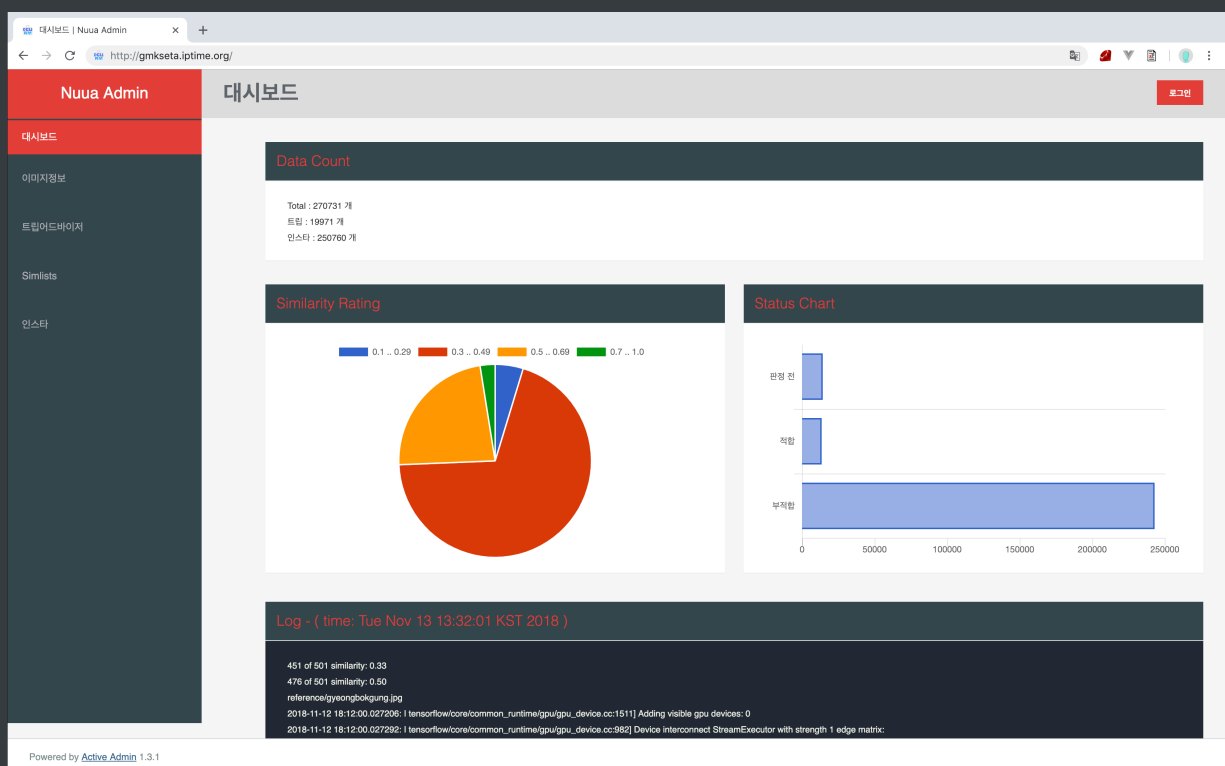 대시보드 | Nuua Admin
http://gmkseta.iptime.org/
Nuua Admin
대시보드
로그인
대시보드
이미지정보
트립어드바이저
Simlists
인스타
Data Count
Total : 270731 개
트립 : 19971 개
인스타 : 250760 개
Similarity Rating
0.1 .. 0.29 0.3 .. 0.49 0.5 .. 0.69 0.7 .. 1.0
Status Chart
판정 전
적합
부적합
0 50000 100000 150000 200000 250000
Log - ( time: Tue Nov 13 13:32:01 KST 2018 )
451 of 501 similarity: 0.33
476 of 501 similarity: 0.50
reference/gyeongbokgung.jpg
2018-11-12 18:12:00.027206: I tensorflow/core/common_runtime/gpu/gpu_device.cc:1511] Adding visible gpu devices: 0
2018-11-12 18:12:00.027292: I tensorflow/core/common_runtime/gpu/gpu_device.cc:982] Device interconnect StreamExecutor with strength 1 edge matrix:
Powered by Active Admin 1.3.1